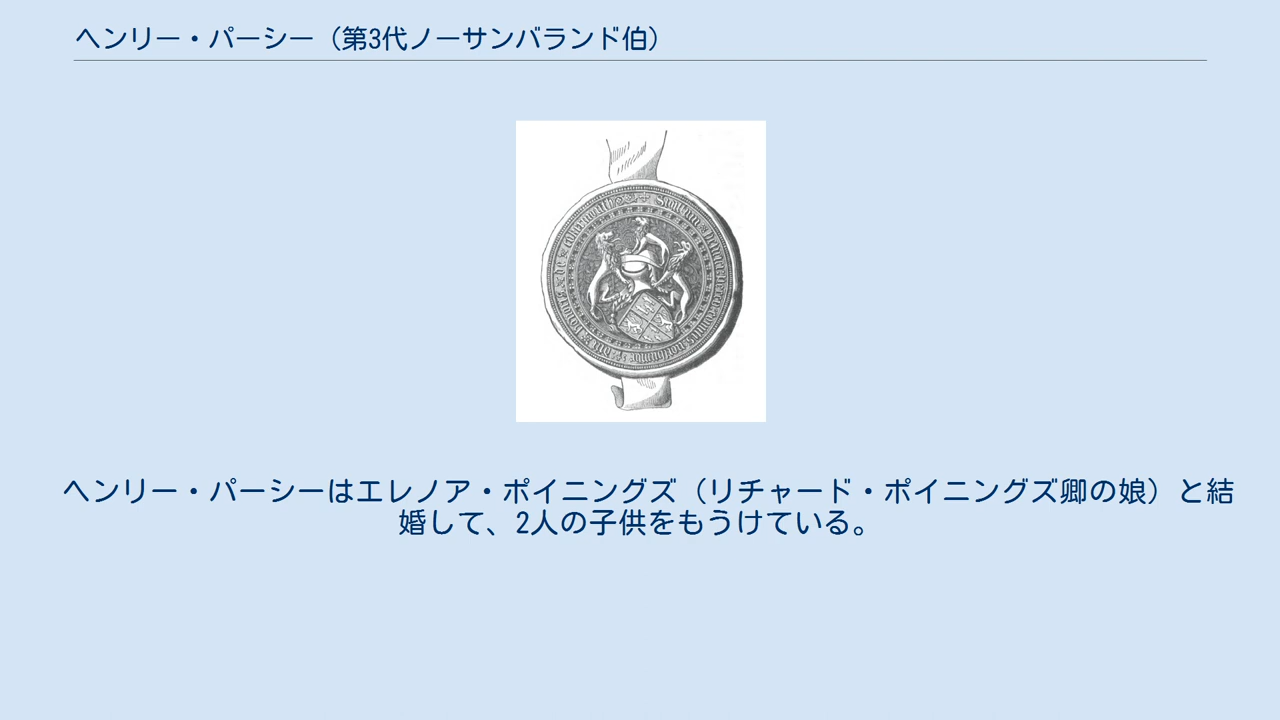 ヘンリー・パーシー（第3代ノーサンバランド伯）
ヘンリー・パーシーはエレノア・ポイニングズ（リチャード・ポイニングズ卿の娘）と結
婚して、2人の子供をもうけている。